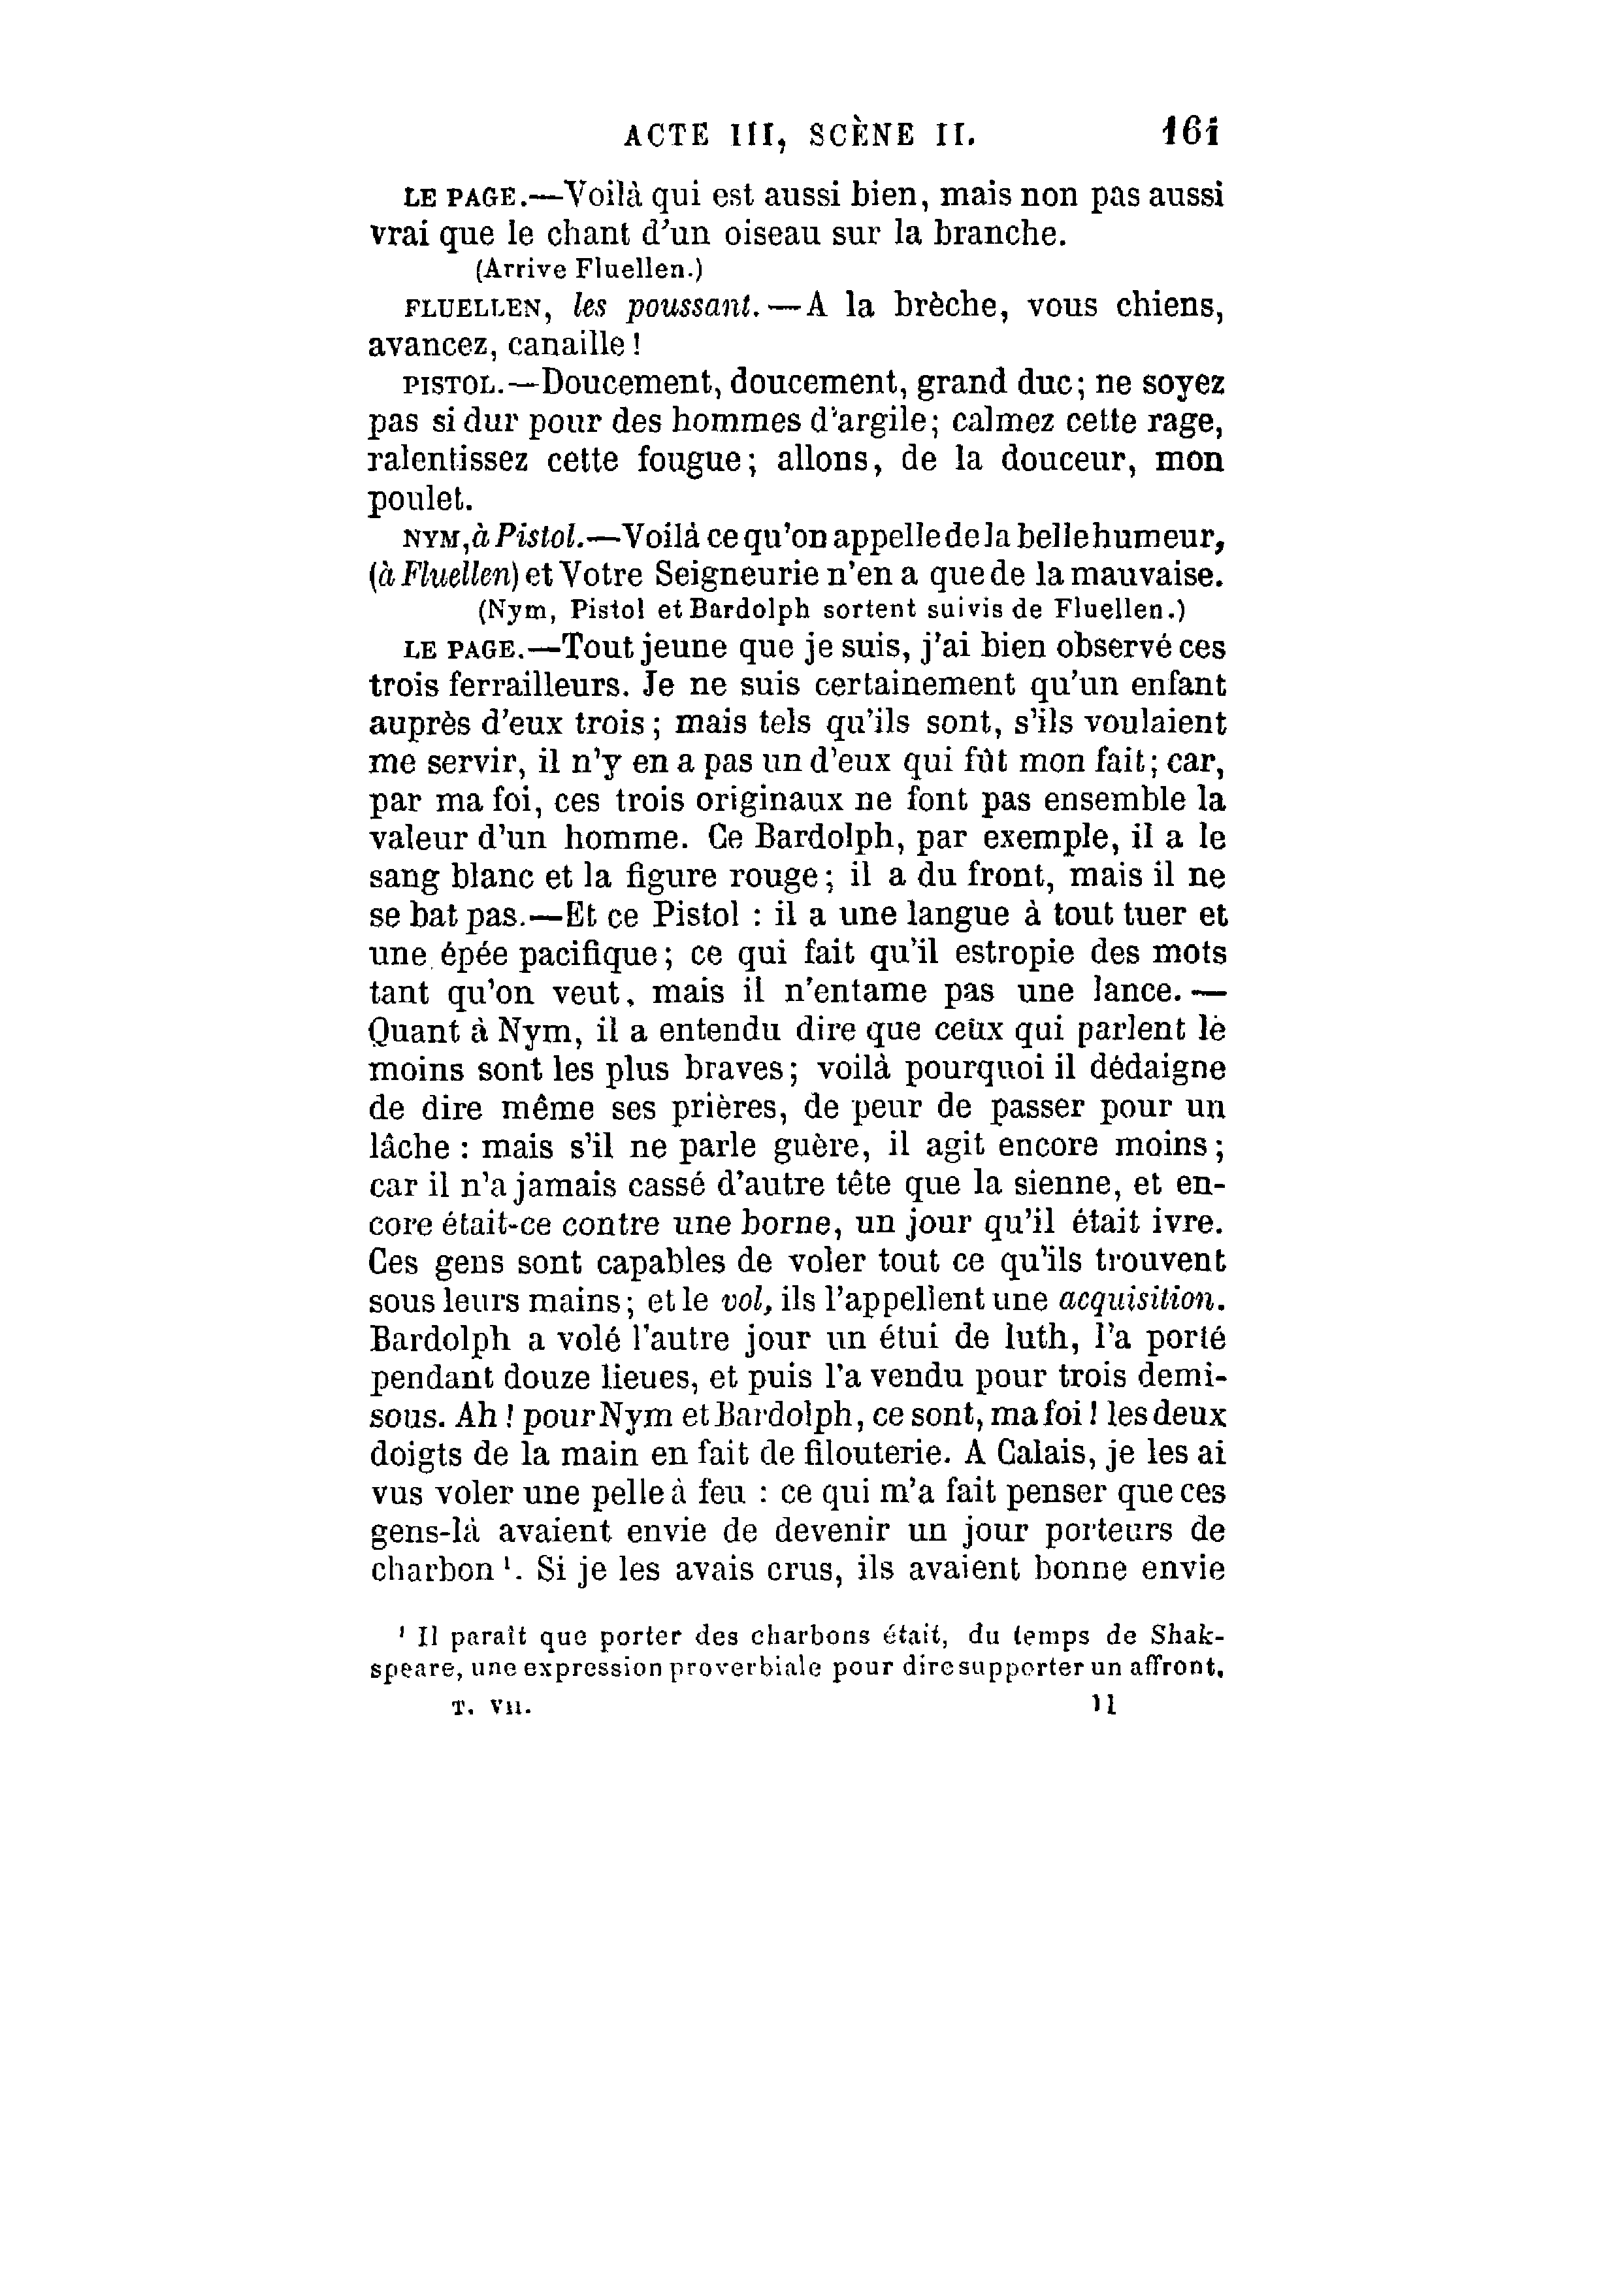 ACTE III, SCÈNE II. 161
LE PAGE.—Voilà qui est aussi bien, mais non pas aussi
vrai que le chant d'un oiseau sur la branche.
(Arrive Fluellen.)
FLUELLEN, les poussant.—A la brèche, vous chiens,
avancez, canaille !
PISTOL.—Doucement, doucement, grand duc; ne soyez
pas si dur pour des hommes d'argile; calmez cette rage,
ralentissez cette fougue; allons, de la douceur, mon
poulet.
NYM, à Pistol.—Voilà ce qu'on appelle de la belle humeur,
(à Fluellen) et Votre Seigneurie n'en a que de la mauvaise.
(Nym, Pistol et Bardolph sortent suivis de Fluellen.)
LE PAGE.—Tout jeune que je suis, j'ai bien observé ces
trois ferrailleurs. Je ne suis certainement qu'un enfant
auprès d'eux trois; mais tels qu'ils sont, s'ils voulaient
me servir, il n'y en a pas un d'eux qui fût mon fait; car,
par ma foi, ces trois originaux ne font pas ensemble la
valeur d'un homme. Ce Bardolph, par exemple, il a le
sang blanc et la figure rouge; il a du front, mais il ne
se bat pas.—Et ce Pistol : il a une langue à tout tuer et
une épée pacifique; ce qui fait qu'il estropie des mots
tant qu'on veut, mais il n'entame pas une lance.—
Quant à Nym, il a entendu dire que ceux qui parlent le
moins sont les plus braves; voilà pourquoi il dédaigne
de dire même ses prières, de peur de passer pour un
lâche : mais s'il ne parle guère, il agit encore moins;
car il n'a jamais cassé d'autre tête que la sienne, et en-
core était-ce contre une borne, un jour qu'il était ivre.
Ces gens sont capables de voler tout ce qu'ils trouvent
sous leurs mains; et le vol, ils l'appellent une acquisition.
Bardolph a volé l'autre jour un étui de luth, l'a porté
pendant douze lieues, et puis l'a vendu pour trois demi-
sous. Ah ! pour Nym et Bardolph, ce sont, ma foi ! les deux
doigts de la main en fait de filouterie. A Calais, je les ai
vus voler une pelle à feu : ce qui m'a fait penser que ces
gens-là avaient envie de devenir un jour porteurs de
charbon ¹. Si je les avais crus, ils avaient bonne envie
¹ Il paraît que porter des charbons était, du temps de Shak-
speare, une expression proverbiale pour dire supporter un affront.
T. VII. 11